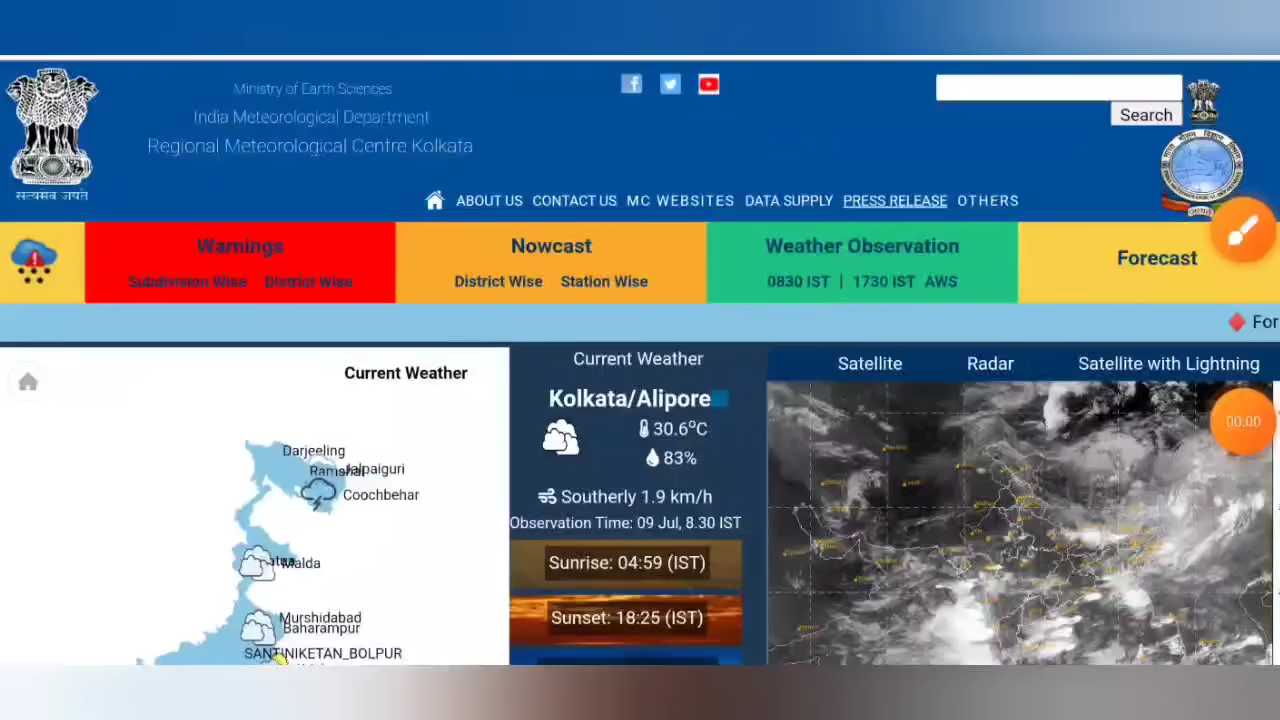 सत्यमेव जयते
Ministry of Earth Sciences
India Meteorological Department
Regional Meteorological Centre Kolkata
Search
ABOUT US CONTACT US MC WEBSITES DATA SUPPLY PRESS RELEASE OTHERS
Warnings
Subdivision Wise District Wise
Nowcast
District Wise Station Wise
Weather Observation
0830 IST | 1730 IST AWS
Forecast
For
Current Weather
Darjeeling
Jalpaiguri
Coochbehar
Malda
Murshidabad
Baharampur
SANTINIKETAN_BOLPUR
Current Weather
Kolkata/Alipore
30.6°C
83%
Southerly 1.9 km/h
Observation Time: 09 Jul, 8.30 IST
Sunrise: 04:59 (IST)
Sunset: 18:25 (IST)
Satellite Radar Satellite with Lightning
00:00